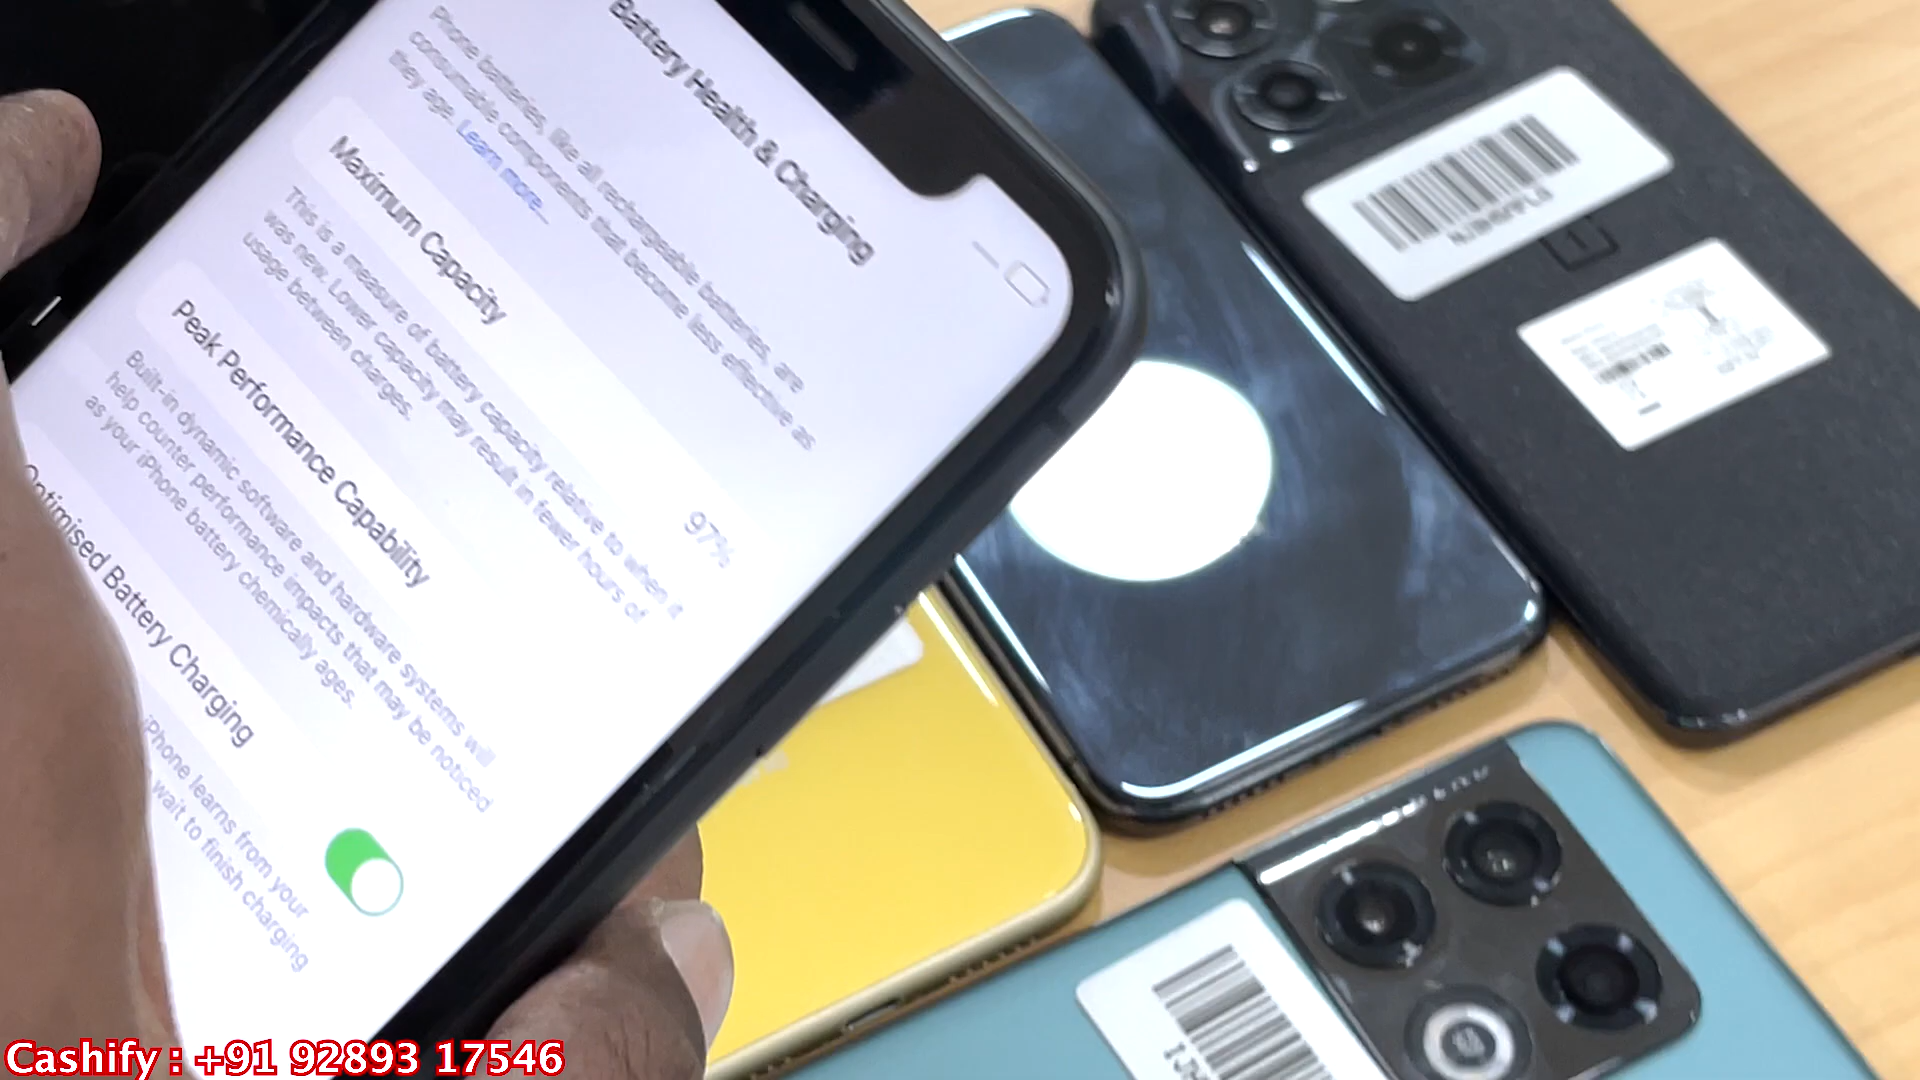 Battery Health & Charging
Phone batteries, like all rechargeable batteries, are
consumable components that become less effective as
they age. Learn more...
Maximum Capacity
97%
This is a measure of battery capacity relative to when it
was new. Lower capacity may result in fewer hours of
usage between charges.
Peak Performance Capability
Built-in dynamic software and hardware systems will
help counter performance impacts that may be noticed
as your iPhone battery chemically ages.
Optimised Battery Charging
iPhone learns from your
wait to finish charging
Cashify : +91 92893 17546